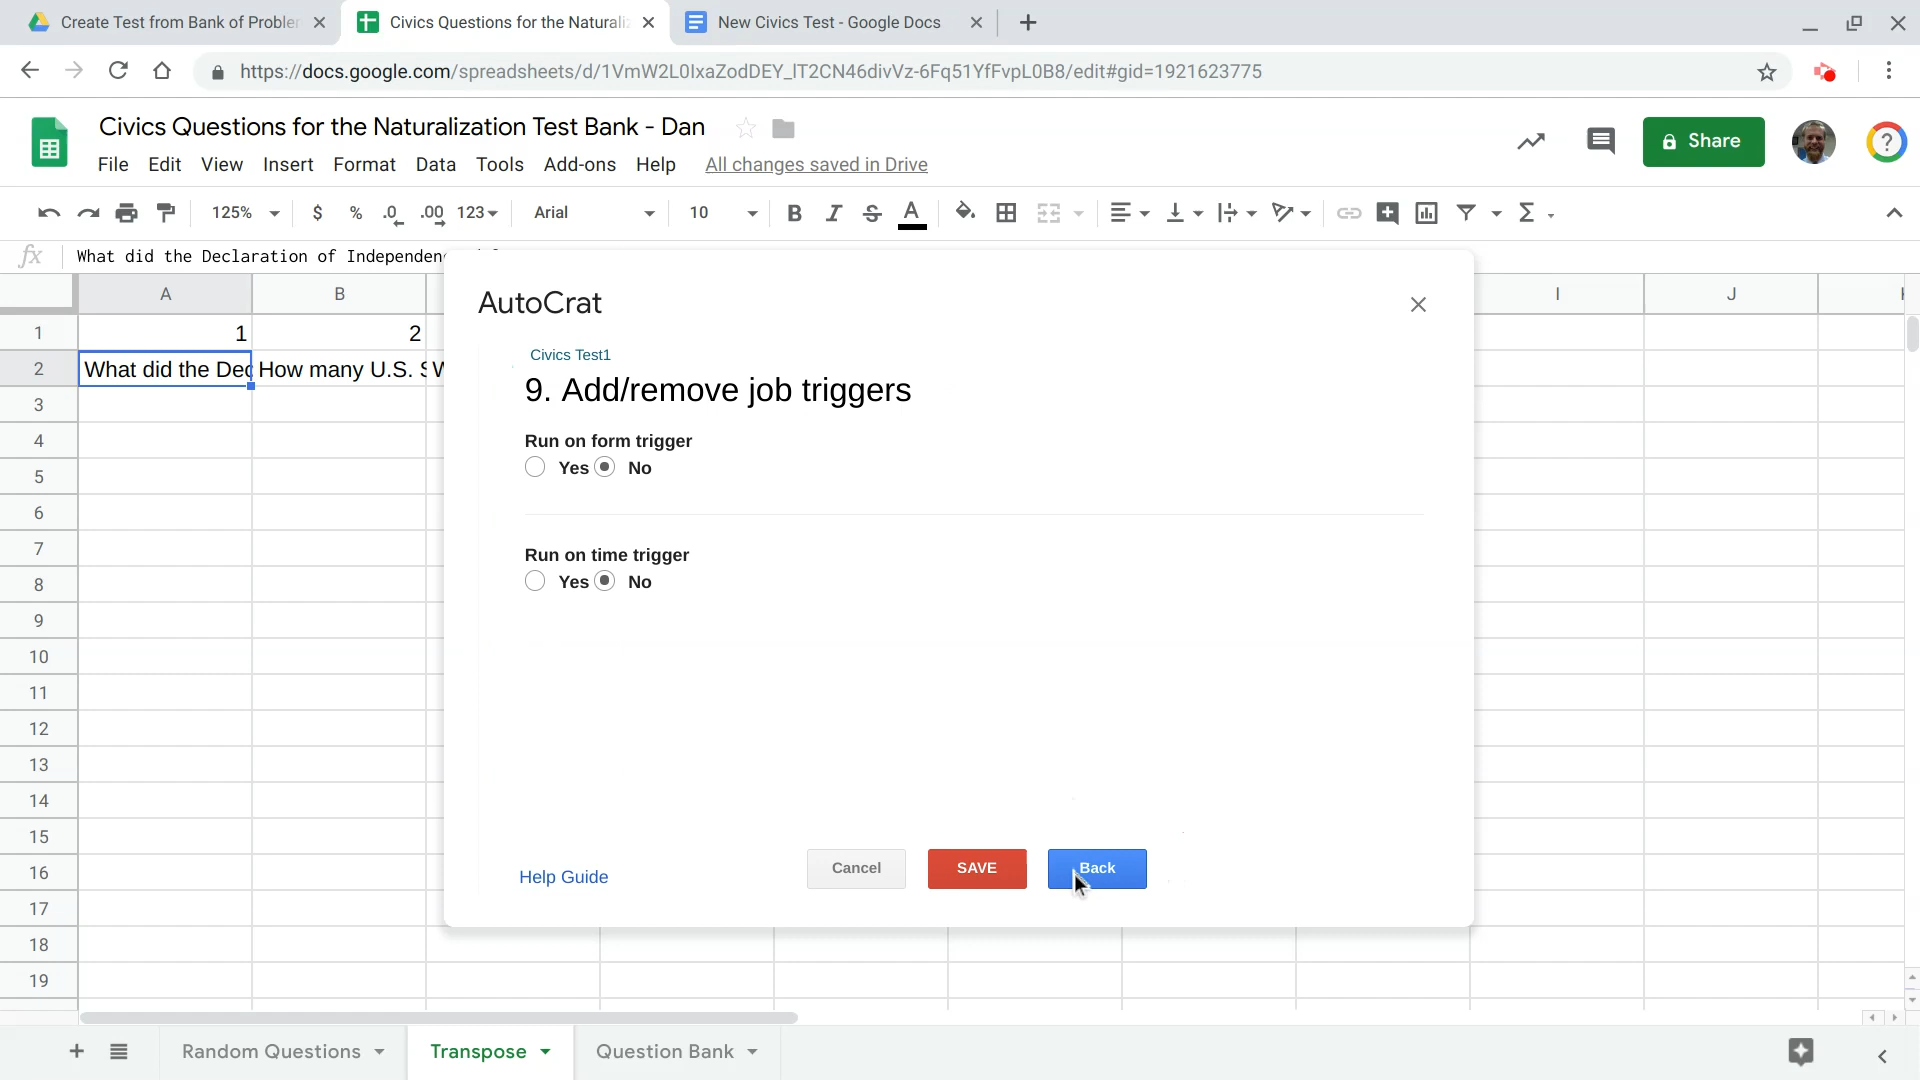 Create Test from Bank of Probler
Civics Questions for the Naturaliz
New Civics Test - Google Docs
https://docs.google.com/spreadsheets/d/1VmW2L0IxaZodDEY_lT2CN46divVz-6Fq51YfFvpL0B8/edit#gid=1921623775
Civics Questions for the Naturalization Test Bank - Dan
File Edit View Insert Format Data Tools Add-ons Help All changes saved in Drive
Share
125% $ % .0 .00 123 Arial 10 B I S A
fx What did the Declaration of Independenc
A B I J
1 1 2
2 What did the Dec How many U.S. S W
3
4
5
6
7
8
9
10
11
12
13
14
15
16
17
18
19
AutoCrat
Civics Test1
9. Add/remove job triggers
Run on form trigger
Yes No
Run on time trigger
Yes No
Help Guide Cancel SAVE Back
Random Questions Transpose Question Bank